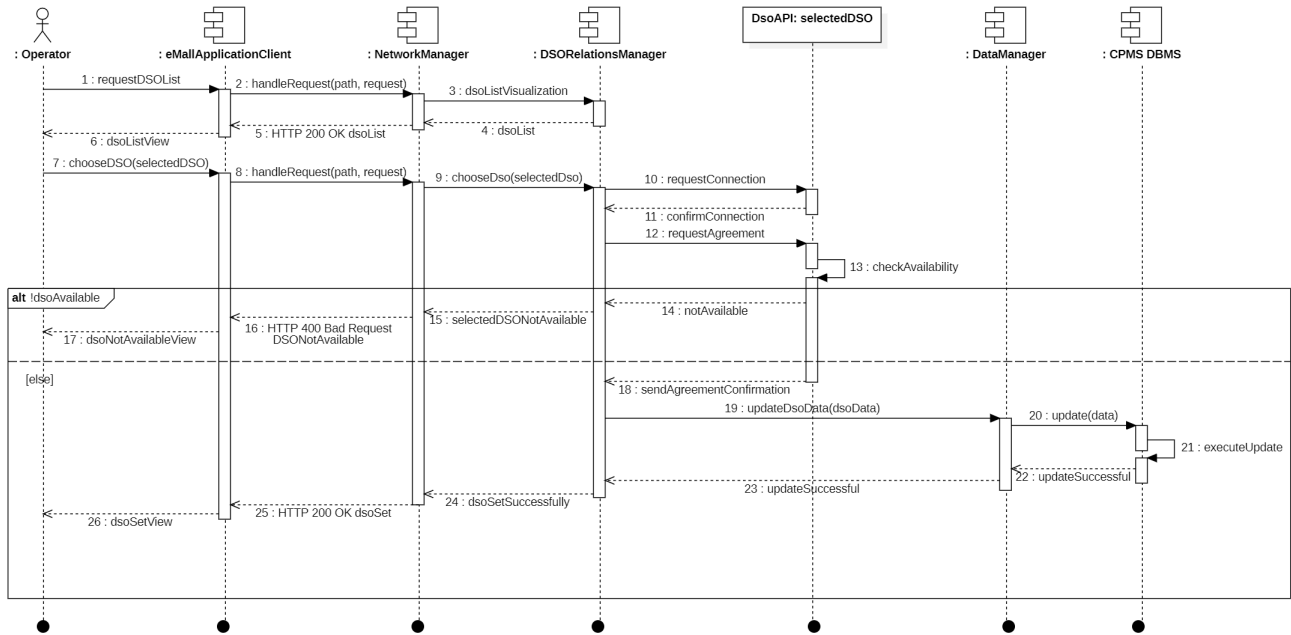 DsoAPI: selectedDSO
: Operator
: eMallApplicationClient
: NetworkManager
: DSORelationsManager
: DataManager
: CPMS DBMS
1 : requestDSOList
2 : handleRequest(path, request)
3 : dsoListVisualization
4 : dsoList
5 : HTTP 200 OK dsoList
6 : dsoListView
7 : chooseDSO(selectedDSO)
8 : handleRequest(path, request)
9 : chooseDso(selectedDso)
10 : requestConnection
11 : confirmConnection
12 : requestAgreement
13 : checkAvailability
alt !dsoAvailable
14 : notAvailable
15 : selectedDSONotAvailable
16 : HTTP 400 Bad Request
DSONotAvailable
17 : dsoNotAvailableView
[else]
18 : sendAgreementConfirmation
19 : updateDsoData(dsoData)
20 : update(data)
21 : executeUpdate
22 : updateSuccessful
23 : updateSuccessful
24 : dsoSetSuccessfully
25 : HTTP 200 OK dsoSet
26 : dsoSetView